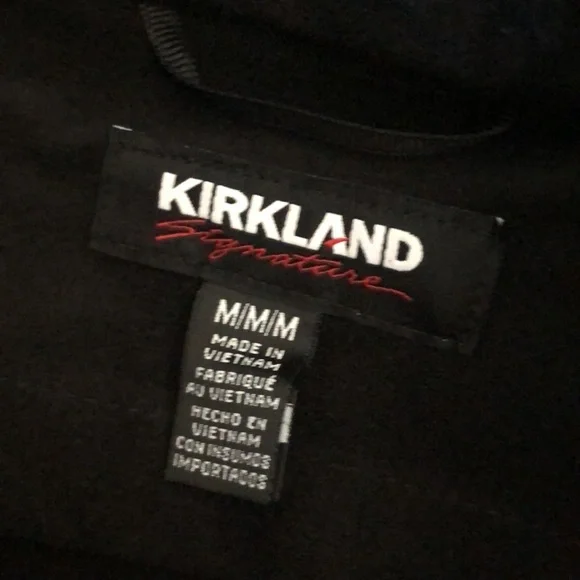 KIRKLAND
Signature
M/M/M
MADE IN
VIETNAM
FABRIQUÉ
AU VIETNAM
HECHO EN
VIETNAM
CON INSUMOS
IMPORTADOS